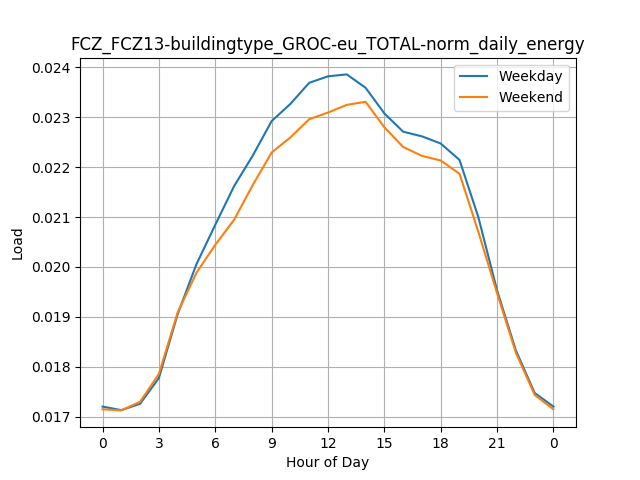 FCZ_FCZ13-buildingtype_GROC-eu_TOTAL-norm_daily_energy
Weekday
Weekend
0.024
0.023
0.022
0.021
0.020
0.019
0.018
0.017
Load
0 3 6 9 12 15 18 21 0
Hour of Day